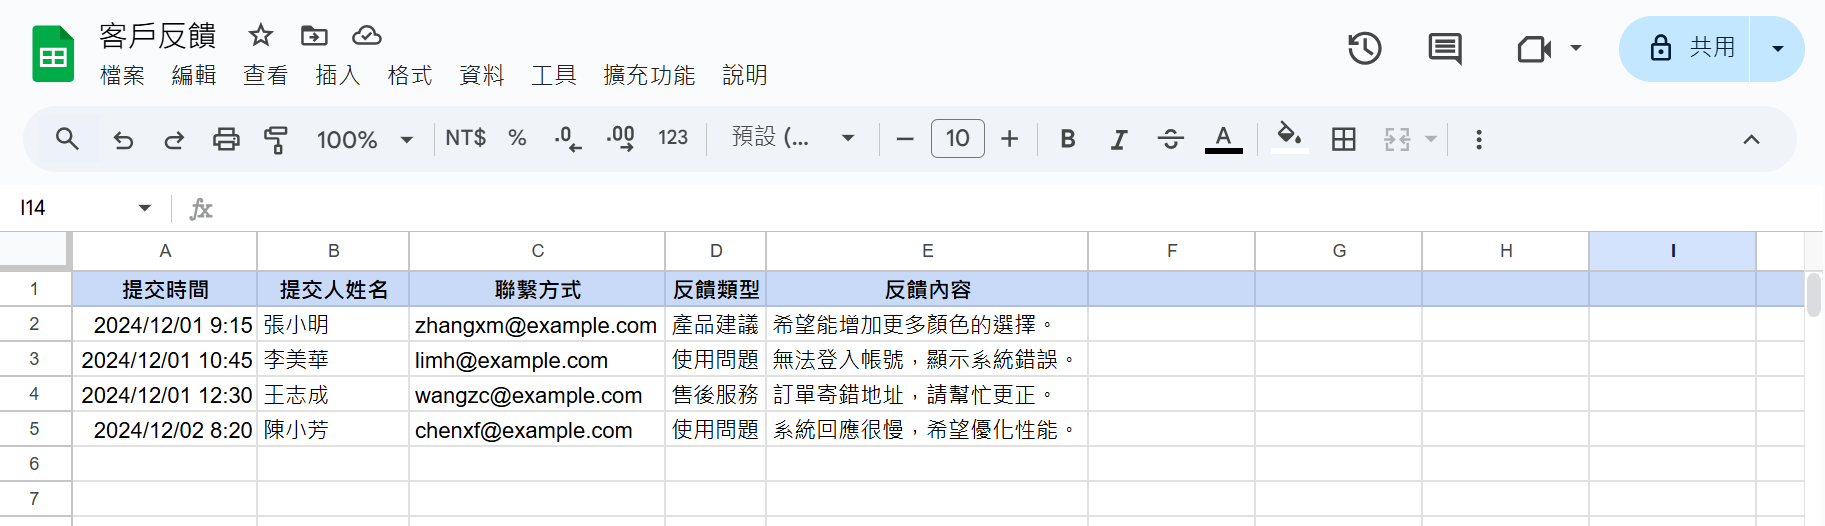 客戶反饋
檔案 編輯 查看 插入 格式 資料 工具 擴充功能 說明
共用
100% NT$ % .0 .00 123 預設 (... 10 B I A
I14 fx
A B C D E F G H I
1 提交時間 提交人姓名 聯繫方式 反饋類型 反饋內容
2 2024/12/01 9:15 張小明 zhangxm@example.com 產品建議 希望能增加更多顏色的選擇。
3 2024/12/01 10:45 李美華 limh@example.com 使用問題 無法登入帳號，顯示系統錯誤。
4 2024/12/01 12:30 王志成 wangzc@example.com 售後服務 訂單寄錯地址，請幫忙更正。
5 2024/12/02 8:20 陳小芳 chenxf@example.com 使用問題 系統回應很慢，希望優化性能。
6
7